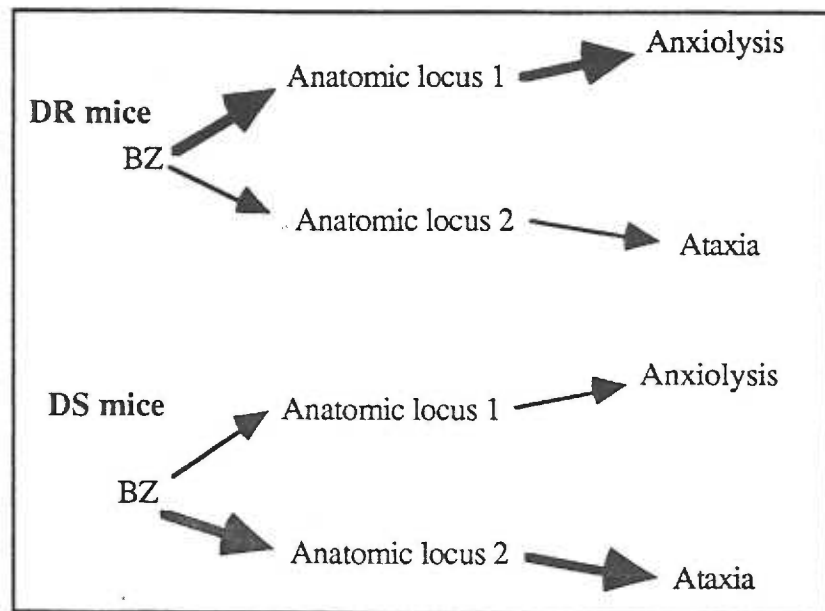 Anxiolysis
Anatomic locus 1
DR mice
BZ
Anatomic locus 2
Ataxia
Anxiolysis
DS mice
Anatomic locus 1
BZ
Anatomic locus 2
Ataxia